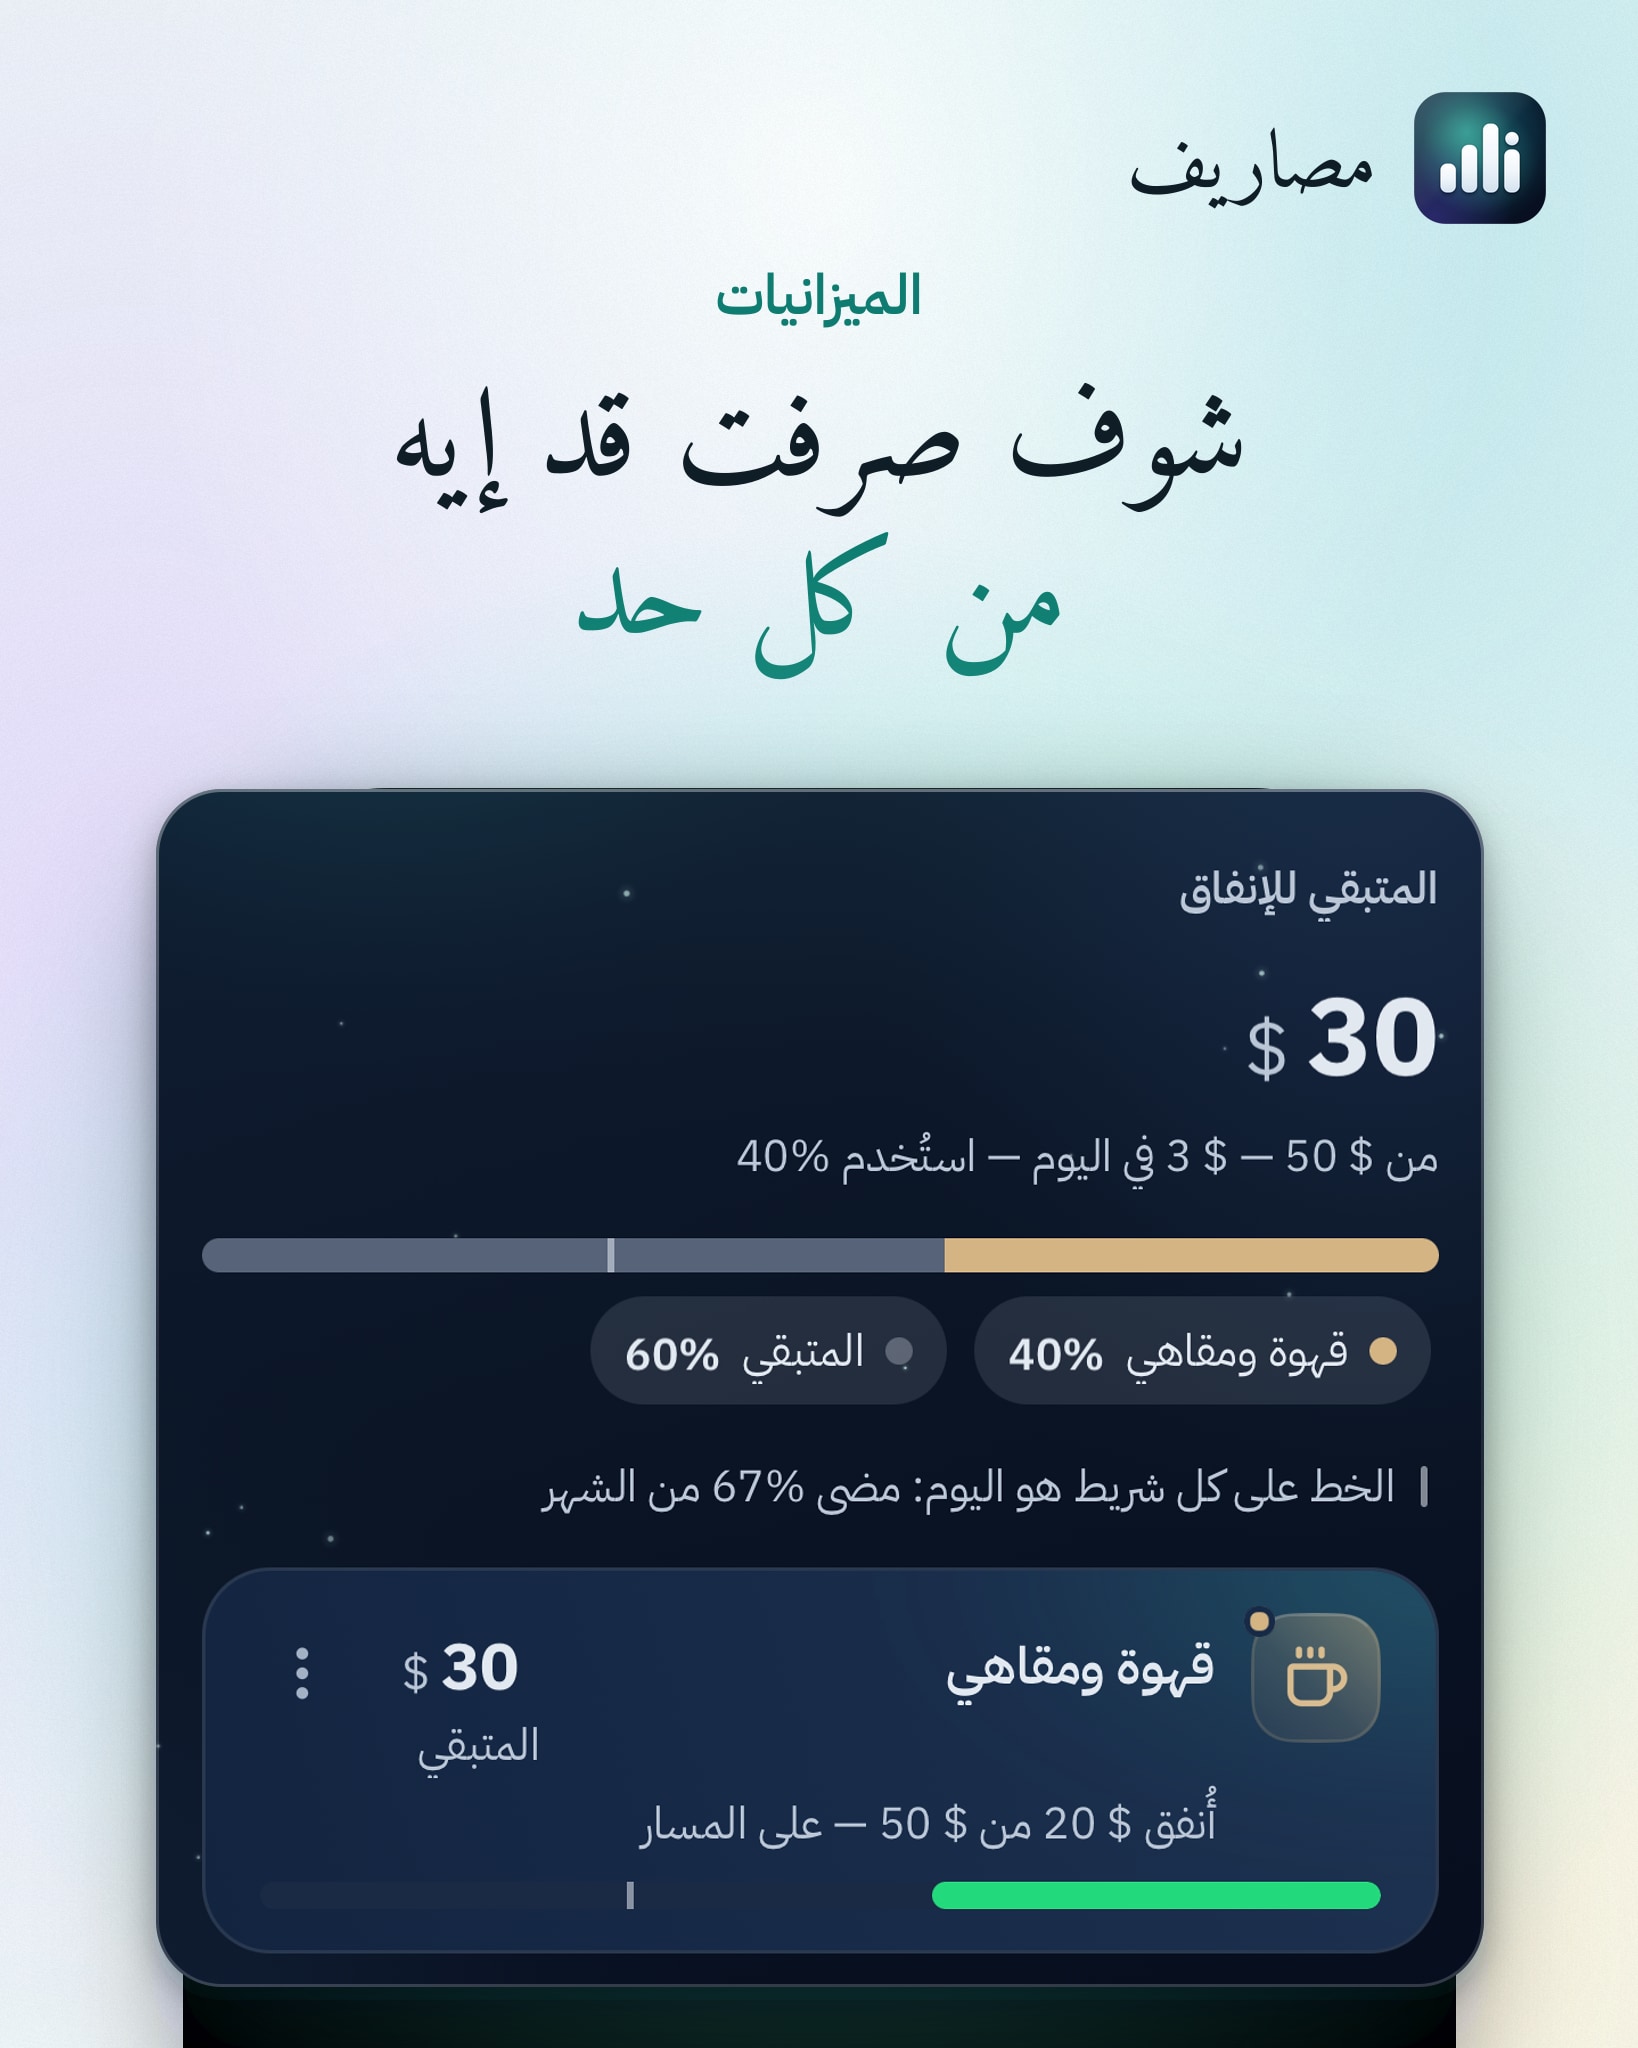 مصاريف
الميزانيات
شوف صرفت قد إيه
من كل حد
المتبقي للإنفاق
30 $
من $ 50 — $ 3 في اليوم — استُخدم 40%
قهوة ومقاهي 40%
المتبقي 60%
الخط على كل شريط هو اليوم: مضى 67% من الشهر
قهوة ومقاهي
30 $
المتبقي
أُنفق $ 20 من $ 50 — على المسار